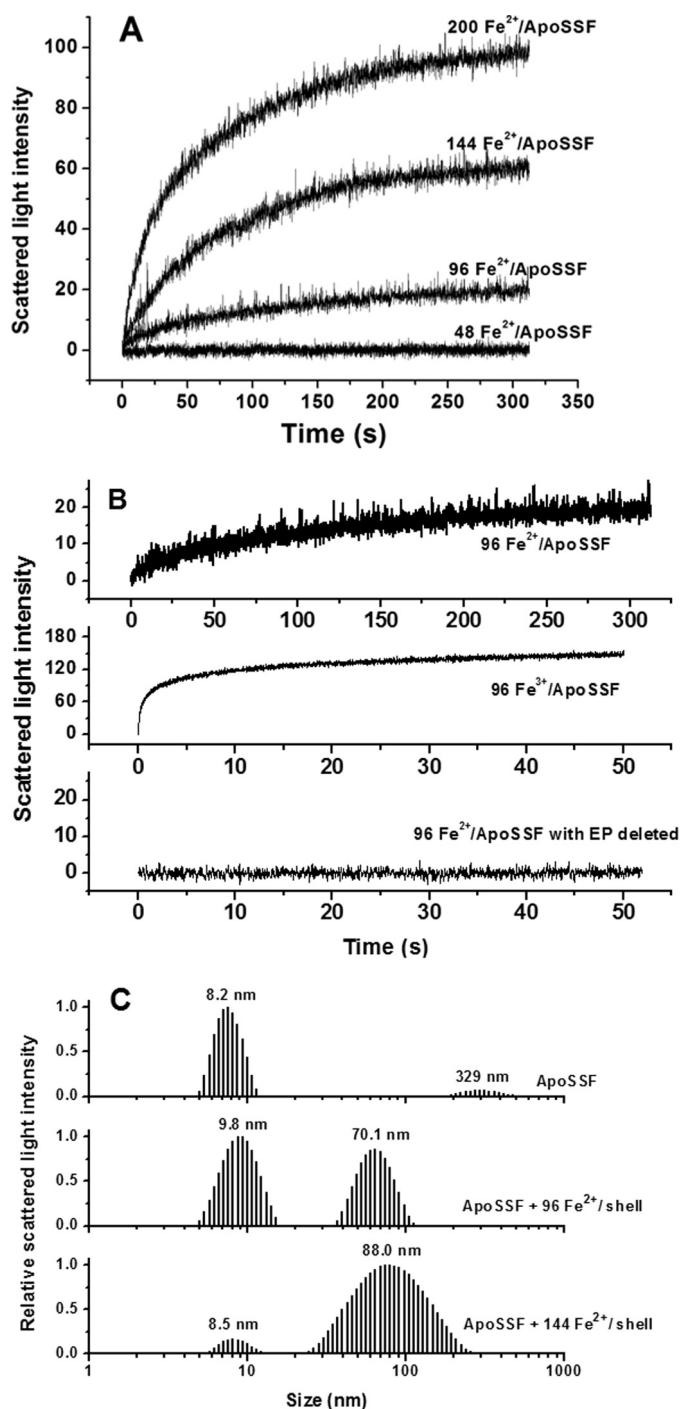 A
Scattered light intensity
100
80
60
40
20
0
200 Fe²⁺/ApoSSF
144 Fe²⁺/ApoSSF
96 Fe²⁺/ApoSSF
48 Fe²⁺/ApoSSF
0 50 100 150 200 250 300 350
Time (s)
B
Scattered light intensity
20
10
0
96 Fe²⁺/ApoSSF
0 50 100 150 200 250 300
180
120
60
0
96 Fe³⁺/ApoSSF
0 10 20 30 40 50
20
10
0
96 Fe²⁺/ApoSSF with EP deleted
0 10 20 30 40 50
Time (s)
C
Relative scattered light intensity
1.0
0.5
0.0
8.2 nm
329 nm
ApoSSF
1.0
0.5
0.0
9.8 nm
70.1 nm
ApoSSF + 96 Fe²⁺/ shell
1.0
0.5
0.0
8.5 nm
88.0 nm
ApoSSF + 144 Fe²⁺/ shell
1 10 100 1000
Size (nm)